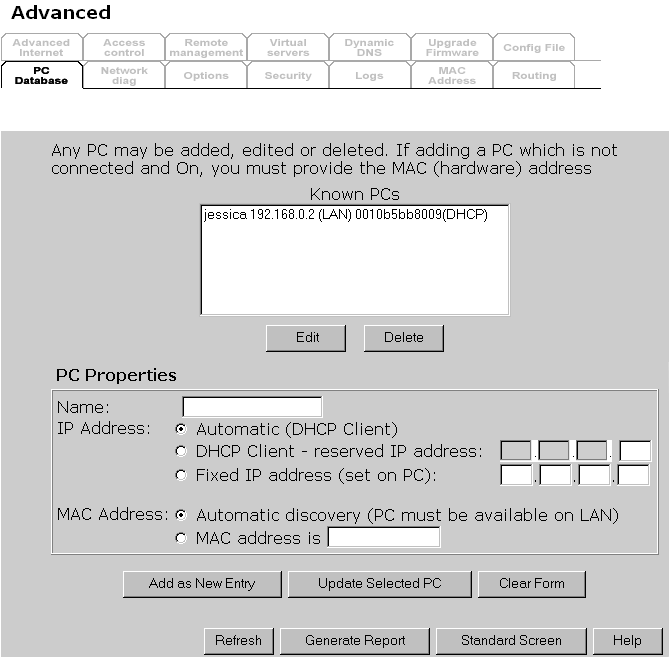 Advanced
Advanced Internet
Access control
Remote management
Virtual servers
Dynamic DNS
Upgrade Firmware
Config File
PC Database
Network diag
Options
Security
Logs
MAC Address
Routing
Any PC may be added, edited or deleted. If adding a PC which is not
connected and On, you must provide the MAC (hardware) address
Known PCs
jessica 192.168.0.2 (LAN) 0010b5bb8009(DHCP)
Edit
Delete
PC Properties
Name:
IP Address: Automatic (DHCP Client)
DHCP Client - reserved IP address: . . .
Fixed IP address (set on PC): . . .
MAC Address: Automatic discovery (PC must be available on LAN)
MAC address is
Add as New Entry
Update Selected PC
Clear Form
Refresh
Generate Report
Standard Screen
Help